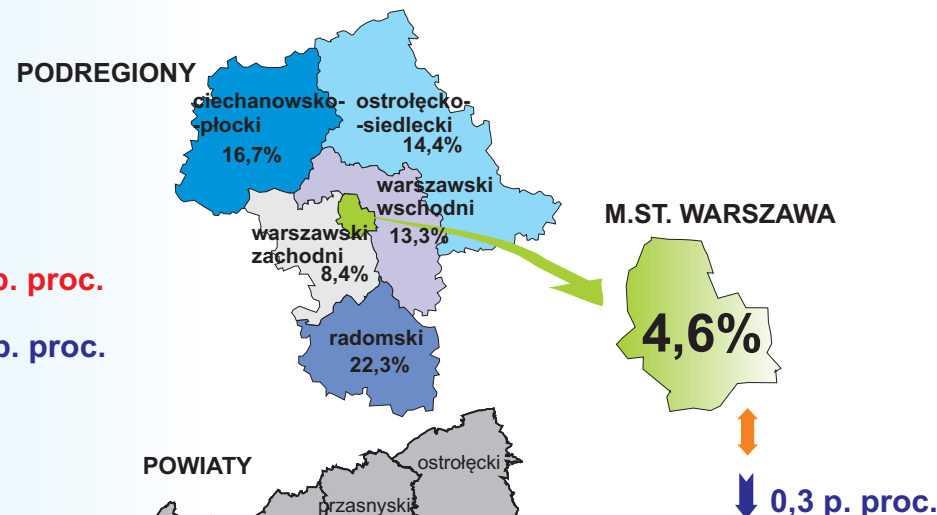 PODREGIONY
ciechanowsko-
-płocki
16,7%
ostrołęcko-
-siedlecki
14,4%
warszawski
wschodni
13,3%
warszawski
zachodni
8,4%
radomski
22,3%
M.ST. WARSZAWA
4,6%
p. proc.
p. proc.
0,3 p. proc.
POWIATY
ostrołęcki
przasnyski